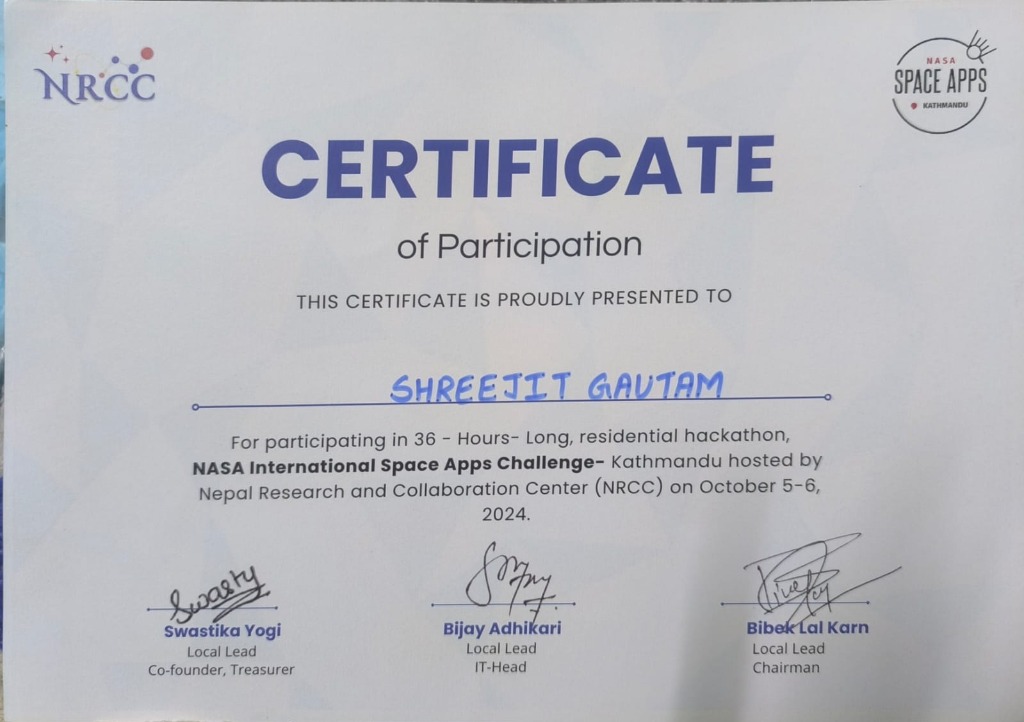 NRCC
NASA
SPACE APPS
KATHMANDU
CERTIFICATE
of Participation
THIS CERTIFICATE IS PROUDLY PRESENTED TO
SHREEJIT GAUTAM
For participating in 36 - Hours- Long, residential hackathon,
NASA International Space Apps Challenge- Kathmandu hosted by
Nepal Research and Collaboration Center (NRCC) on October 5-6,
2024.
Swasty
Swastika Yogi
Local Lead
Co-founder, Treasurer
Bijay Adhikari
Local Lead
IT-Head
Bibek Lal Karn
Local Lead
Chairman